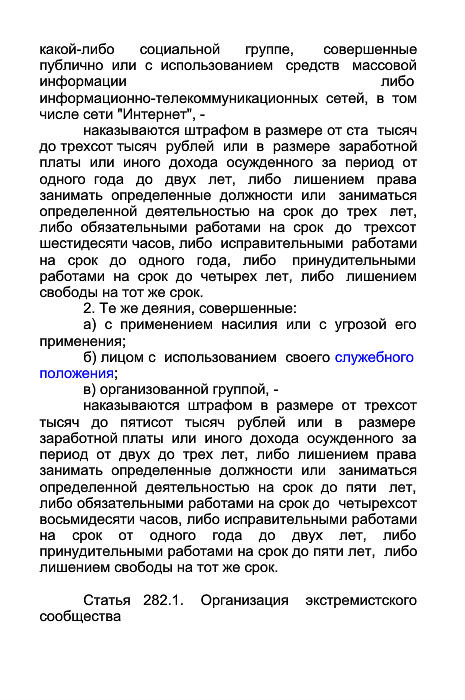 какой-либо социальной группе, совершенные
публично или с использованием средств массовой
информации либо
информационно-телекоммуникационных сетей, в том
числе сети "Интернет", -
наказываются штрафом в размере от ста тысяч
до трехсот тысяч рублей или в размере заработной
платы или иного дохода осужденного за период от
одного года до двух лет, либо лишением права
занимать определенные должности или заниматься
определенной деятельностью на срок до трех лет,
либо обязательными работами на срок до трехсот
шестидесяти часов, либо исправительными работами
на срок до одного года, либо принудительными
работами на срок до четырех лет, либо лишением
свободы на тот же срок.
2. Те же деяния, совершенные:
а) с применением насилия или с угрозой его
применения;
б) лицом с использованием своего служебного
положения;
в) организованной группой, -
наказываются штрафом в размере от трехсот
тысяч до пятисот тысяч рублей или в размере
заработной платы или иного дохода осужденного за
период от двух до трех лет, либо лишением права
занимать определенные должности или заниматься
определенной деятельностью на срок до пяти лет,
либо обязательными работами на срок до четырехсот
восьмидесяти часов, либо исправительными работами
на срок от одного года до двух лет, либо
принудительными работами на срок до пяти лет, либо
лишением свободы на тот же срок.
Статья 282.1. Организация экстремистского
сообщества